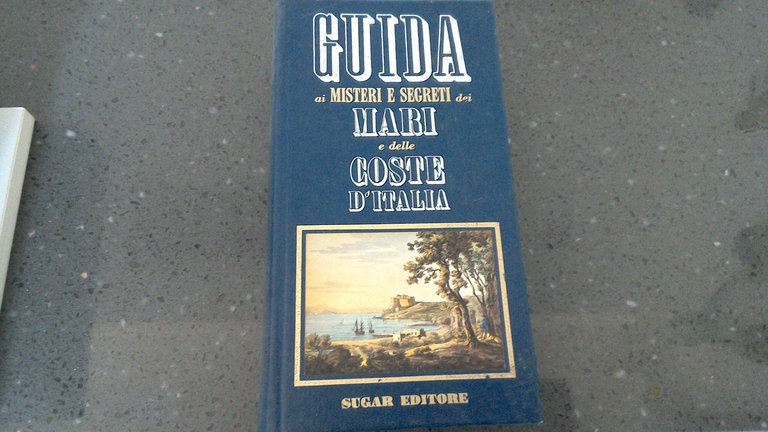 GUIDA
ai MISTERI E SEGRETI dei
MARI
e delle
COSTE
D'ITALIA
SUGAR EDITORE